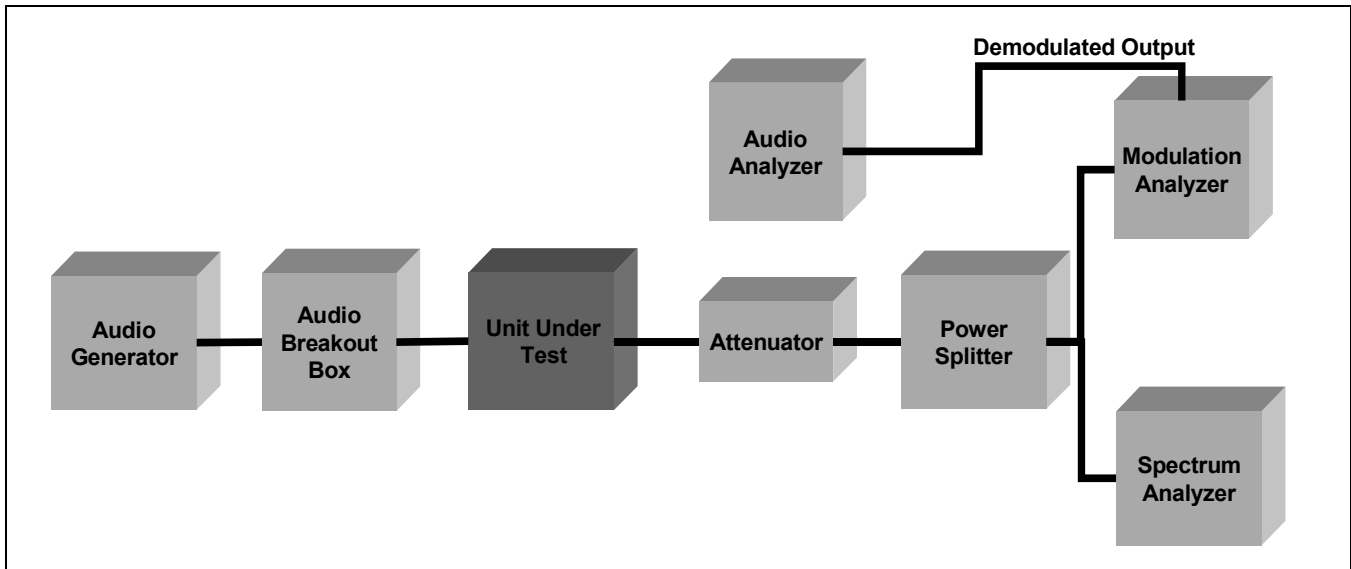 Demodulated Output
Audio
Analyzer
Modulation
Analyzer
Audio
Generator
Audio
Breakout
Box
Unit Under
Test
Attenuator
Power
Splitter
Spectrum
Analyzer